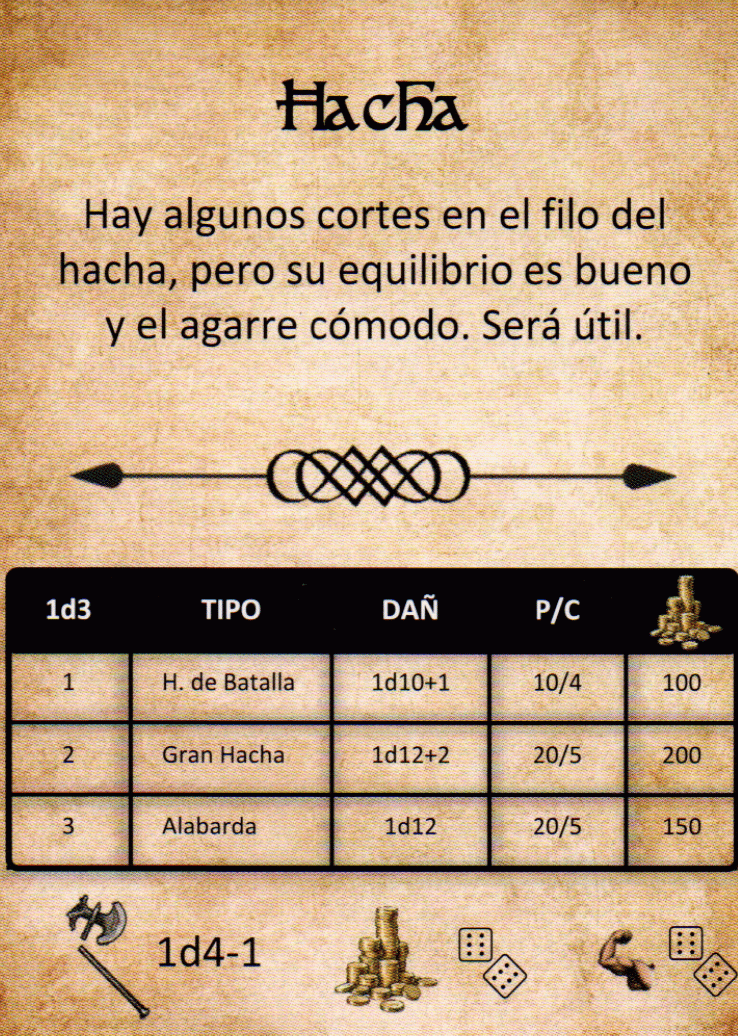 Hacha
Hay algunos cortes en el filo del
hacha, pero su equilibrio es bueno
y el agarre cómodo. Será útil.
1d3 TIPO DAÑ P/C
1 H. de Batalla 1d10+1 10/4 100
2 Gran Hacha 1d12+2 20/5 200
3 Alabarda 1d12 20/5 150
1d4-1